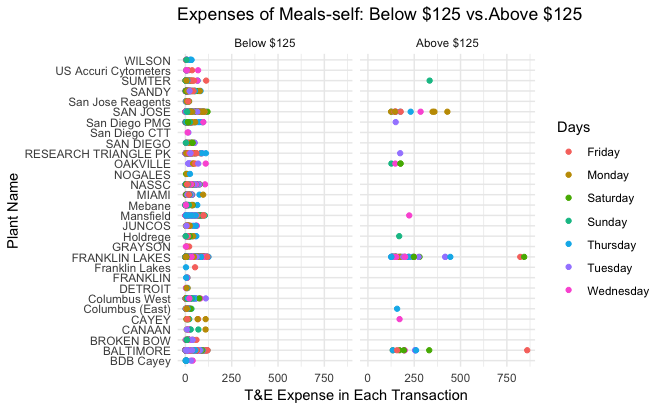 Expenses of Meals-self: Below $125 vs.Above $125
Below $125
Above $125
Plant Name
WILSON
US Accuri Cytometers
SUMTER
SANDY
San Jose Reagents
SAN JOSE
San Diego PMG
San Diego CTT
SAN DIEGO
RESEARCH TRIANGLE PK
OAKVILLE
NOGALES
NASSC
MIAMI
Mebane
Mansfield
JUNCOS
Holdrege
GRAYSON
FRANKLIN LAKES
Franklin Lakes
FRANKLIN
DETROIT
Columbus West
Columbus (East)
CAYEY
CANAAN
BROKEN BOW
BALTIMORE
BDB Cayey
0 250 500 750 0 250 500 750
T&E Expense in Each Transaction
Days
Friday
Monday
Saturday
Sunday
Thursday
Tuesday
Wednesday